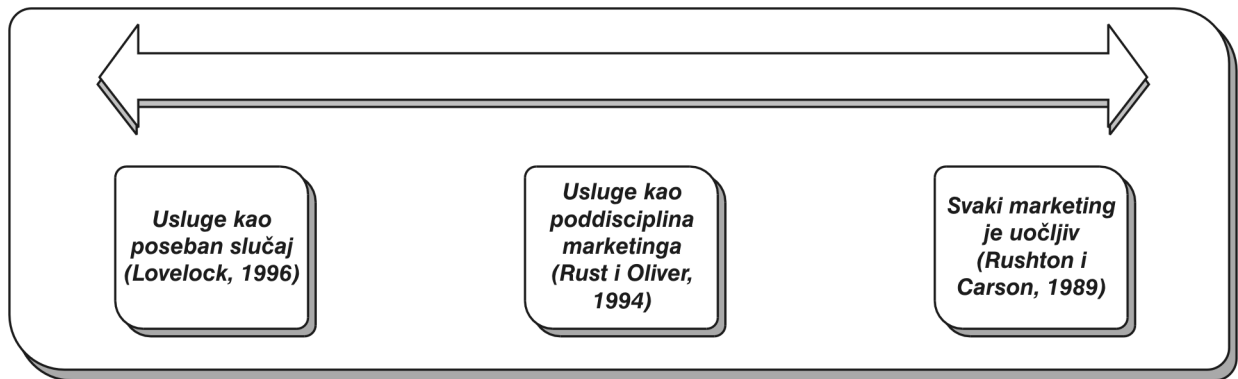 Usluge kao
poseban slučaj
(Lovelock, 1996)
Usluge kao
poddisciplina
marketinga
(Rust i Oliver,
1994)
Svaki marketing
je uočljiv
(Rushton i
Carson, 1989)